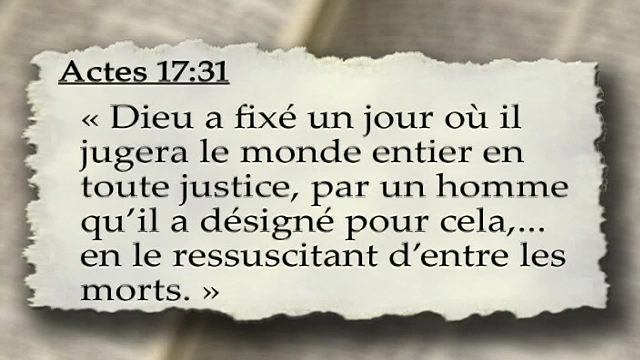 Actes 17:31
« Dieu a fixé un jour où il
jugera le monde entier en
toute justice, par un homme
qu’il a désigné pour cela,...
en le ressuscitant d’entre les
morts. »